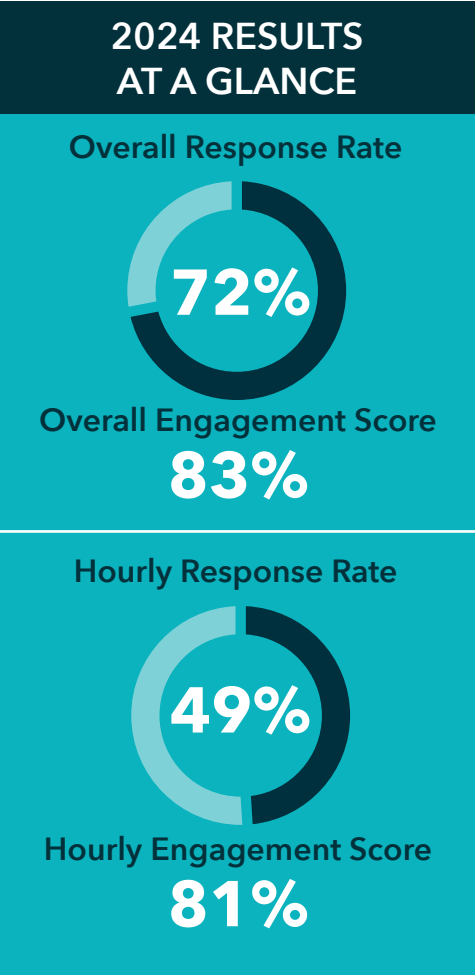 2024 RESULTS
AT A GLANCE
Overall Response Rate
72%
Overall Engagement Score
83%
Hourly Response Rate
49%
Hourly Engagement Score
81%